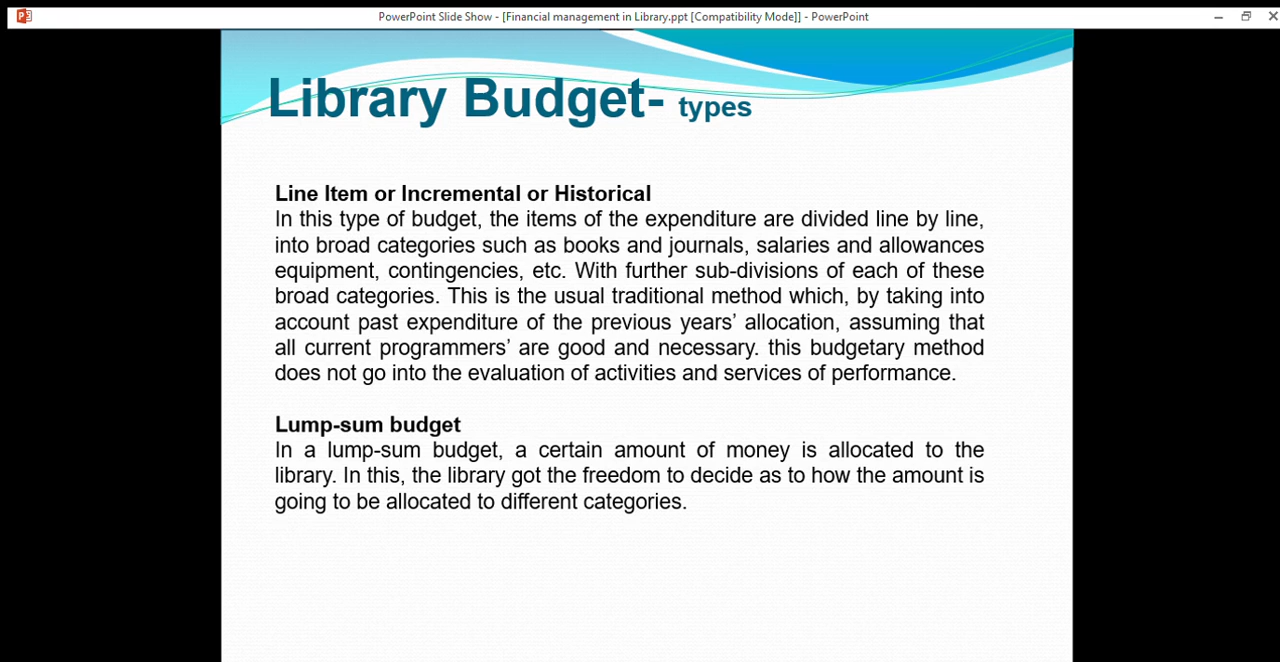 PowerPoint Slide Show - [Financial management in Library.ppt [Compatibility Mode]] - PowerPoint
Library Budget- types
Line Item or Incremental or Historical
In this type of budget, the items of the expenditure are divided line by line,
into broad categories such as books and journals, salaries and allowances
equipment, contingencies, etc. With further sub-divisions of each of these
broad categories. This is the usual traditional method which, by taking into
account past expenditure of the previous years’ allocation, assuming that
all current programmers’ are good and necessary. this budgetary method
does not go into the evaluation of activities and services of performance.
Lump-sum budget
In a lump-sum budget, a certain amount of money is allocated to the
library. In this, the library got the freedom to decide as to how the amount is
going to be allocated to different categories.